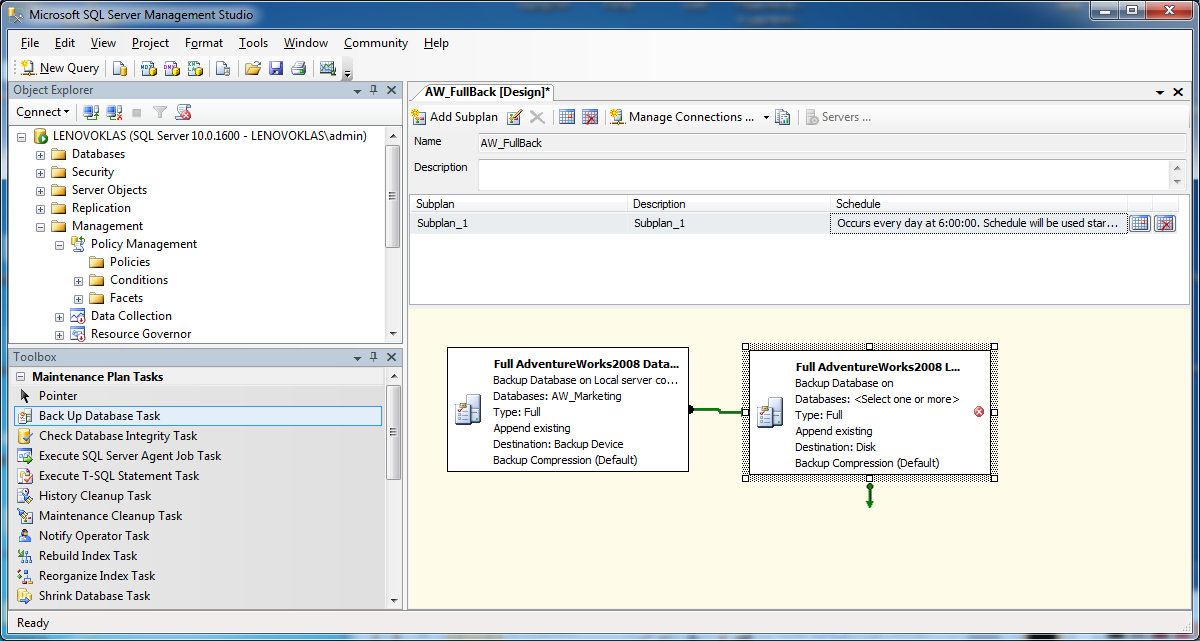 Microsoft SQL Server Management Studio
File Edit View Project Format Tools Window Community Help
New Query
Object Explorer
Connect
LENOVOKLAS (SQL Server 10.0.1600 - LENOVOKLAS\admin)
Databases
Security
Server Objects
Replication
Management
Policy Management
Policies
Conditions
Facets
Data Collection
Resource Governor
Toolbox
Maintenance Plan Tasks
Pointer
Back Up Database Task
Check Database Integrity Task
Execute SQL Server Agent Job Task
Execute T-SQL Statement Task
History Cleanup Task
Maintenance Cleanup Task
Notify Operator Task
Rebuild Index Task
Reorganize Index Task
Shrink Database Task
AW_FullBack [Design]*
Add Subplan Manage Connections ... Servers ...
Name AW_FullBack
Description
Subplan Description Schedule
Subplan_1 Subplan_1 Occurs every day at 6:00:00. Schedule will be used star...
Full AdventureWorks2008 Data...
Backup Database on Local server co...
Databases: AW_Marketing
Type: Full
Append existing
Destination: Backup Device
Backup Compression (Default)
Full AdventureWorks2008 L...
Backup Database on
Databases: <Select one or more>
Type: Full
Append existing
Destination: Disk
Backup Compression (Default)
Ready